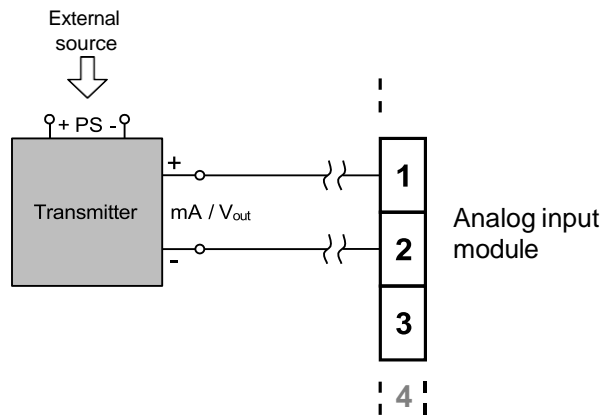 External
source
+ PS -
+
1
Transmitter
mA / Vout
Analog input
module
2
-
3
4